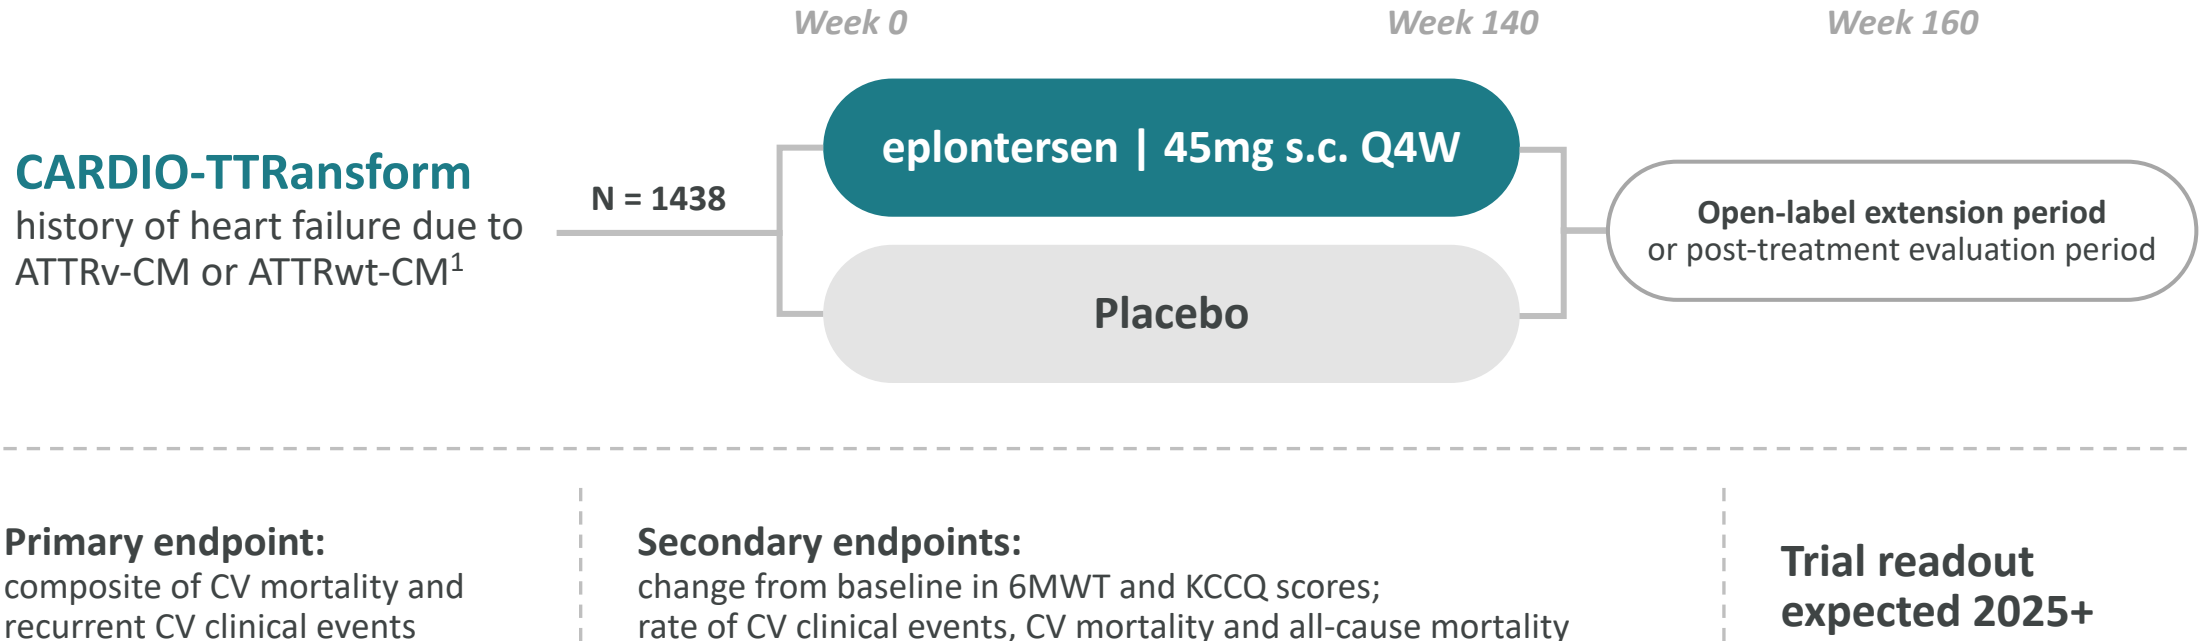 Week 0
Week 140
Week 160
CARDIO-TTRansform
history of heart failure due to
ATTRv-CM or ATTRwt-CM¹
N = 1438
eplontersen | 45mg s.c. Q4W
Placebo
Open-label extension period
or post-treatment evaluation period
Primary endpoint:
composite of CV mortality and
recurrent CV clinical events
Secondary endpoints:
change from baseline in 6MWT and KCCQ scores;
rate of CV clinical events, CV mortality and all-cause mortality
Trial readout
expected 2025+